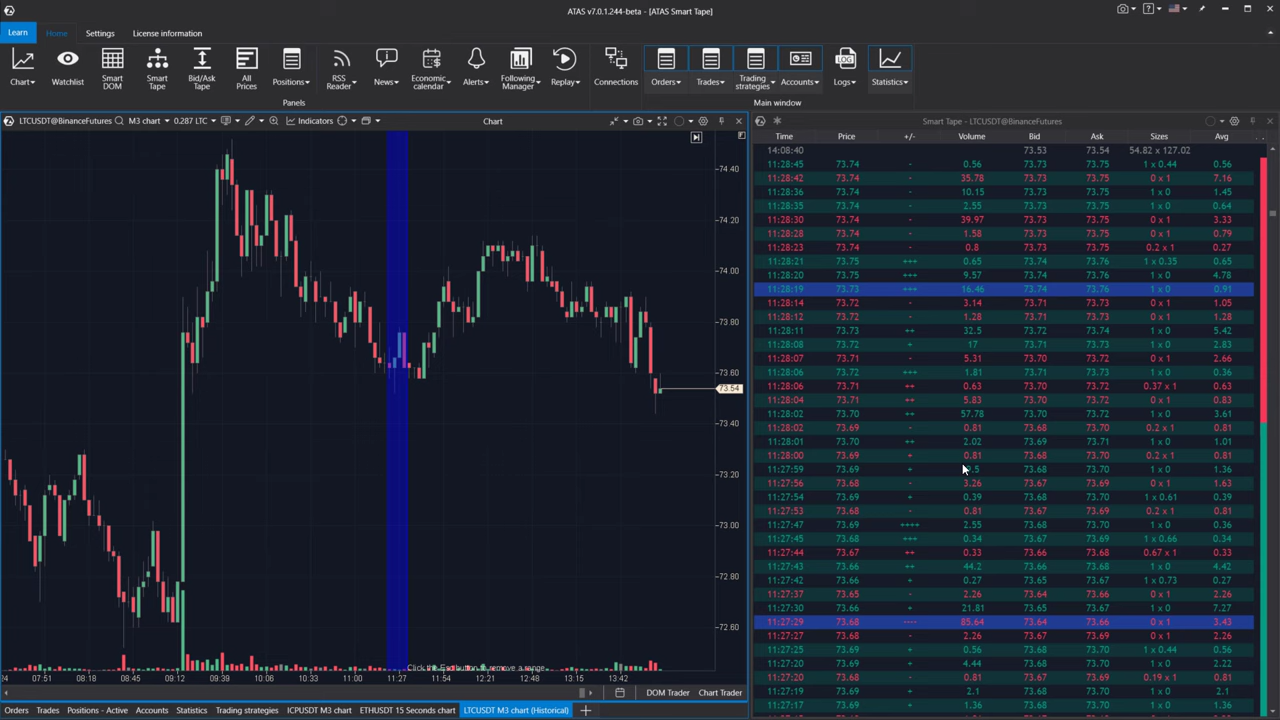 ATAS v7.0.1.244-beta - [ATAS Smart Tape]
Learn Home Settings License information
Chart Watchlist Smart DOM Smart Tape Bid/Ask Tape All Prices Positions RSS Reader News Economic calendar Alerts Following Manager Replay Connections Orders Trades Trading strategies Accounts LOG Logs Statistics
Panels Main window
LTCUSDT@BinanceFutures M3 chart 0.287 LTC Indicators Chart
Smart Tape - LTCUSDT@BinanceFutures
Time Price +/- Volume Bid Ask Sizes Avg
14:08:40 73.53 73.54 54.82 x 127.02
11:28:45 73.74 - 0.56 73.73 73.75 1 x 0.44 0.56
11:28:42 73.74 - 35.78 73.73 73.75 0 x 1 7.16
11:28:36 73.74 - 10.15 73.73 73.75 1 x 0 1.45
11:28:35 73.74 - 2.55 73.73 73.75 1 x 0 0.64
11:28:30 73.74 - 39.97 73.73 73.75 0 x 1 3.33
11:28:28 73.74 - 1.58 73.73 73.75 0 x 1 0.79
11:28:23 73.74 - 0.8 73.73 73.75 0.2 x 1 0.27
11:28:21 73.75 +++ 0.65 73.74 73.76 1 x 0.35 0.65
11:28:20 73.75 +++ 9.57 73.74 73.76 1 x 0 4.78
11:28:19 73.73 +++ 16.46 73.74 73.76 1 x 0 0.91
11:28:14 73.72 - 3.14 73.71 73.73 0 x 1 1.05
11:28:12 73.72 - 1.28 73.71 73.73 0 x 1 1.28
11:28:11 73.73 ++ 32.5 73.72 73.74 1 x 0 5.42
11:28:08 73.72 + 17 73.71 73.73 1 x 0 2.83
11:28:07 73.71 - 5.31 73.70 73.72 0 x 1 2.66
11:28:06 73.72 +++ 1.81 73.71 73.73 1 x 0 0.36
11:28:06 73.71 ++ 0.63 73.70 73.72 0.37 x 1 0.63
11:28:04 73.71 ++ 5.83 73.70 73.72 0 x 1 0.83
11:28:02 73.70 ++ 57.78 73.70 73.72 1 x 0 3.61
11:28:02 73.69 - 0.81 73.68 73.70 0.2 x 1 0.81
11:28:01 73.70 ++ 2.02 73.69 73.71 1 x 0 1.01
11:28:00 73.69 + 0.81 73.68 73.70 0.2 x 1 0.81
11:27:59 73.69 + 73.68 73.70 1 x 0 1.36
11:27:56 73.68 - 3.26 73.67 73.69 0 x 1 1.63
11:27:54 73.69 + 0.39 73.68 73.70 1 x 0.61 0.39
11:27:53 73.68 - 0.81 73.67 73.69 0.2 x 1 0.81
11:27:47 73.69 ++++ 2.55 73.68 73.70 1 x 0 0.36
11:27:45 73.68 +++ 0.34 73.67 73.69 1 x 0.66 0.34
11:27:44 73.67 ++ 0.33 73.66 73.68 0.67 x 1 0.33
11:27:43 73.66 ++ 44.2 73.66 73.68 1 x 0 4.42
11:27:42 73.66 + 0.27 73.65 73.67 1 x 0.73 0.27
11:27:37 73.65 - 2.26 73.64 73.66 0 x 1 2.26
11:27:30 73.66 + 21.81 73.65 73.67 1 x 0 7.27
11:27:29 73.68 ---- 85.64 73.64 73.66 0 x 1 3.43
11:27:27 73.68 - 2.26 73.67 73.69 0 x 1 2.26
11:27:25 73.69 + 0.56 73.68 73.70 1 x 0.44 0.56
11:27:20 73.69 + 4.44 73.68 73.70 1 x 0 2.22
11:27:20 73.68 - 0.81 73.67 73.69 0.19 x 1 0.81
11:27:19 73.69 + 2.1 73.68 73.70 1 x 0 2.1
11:27:17 73.69 + 1.36 73.68 73.70 1 x 0 0.68
74.40
74.20
74.00
73.80
73.60
73.54
73.40
73.20
73.00
72.80
72.60
Click the Esc button to remove a range
07:51 08:18 08:45 09:12 09:39 10:06 10:33 11:00 11:27 11:54 12:21 12:48 13:15 13:42
DOM Trader Chart Trader
Orders Trades Positions - Active Accounts Statistics Trading strategies ICPUSDT M3 chart ETHUSDT 15 Seconds chart LTCUSDT M3 chart (Historical)